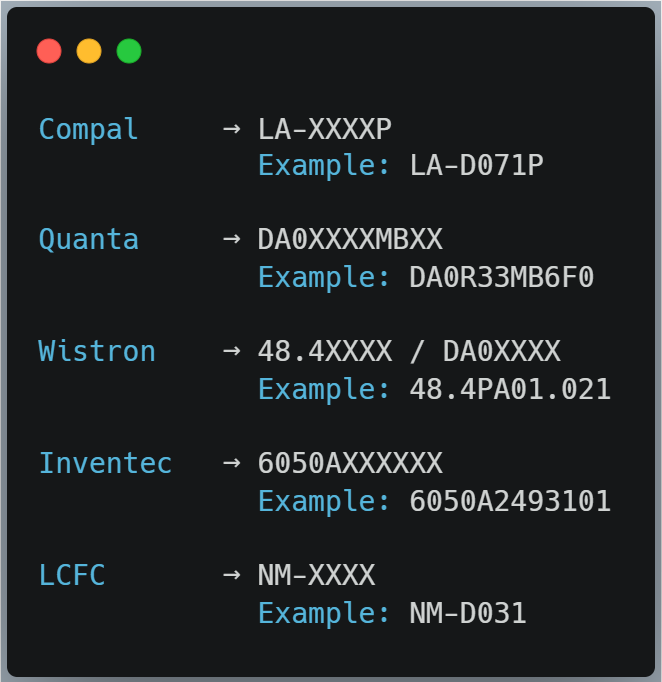 Compal → LA-XXXXP
Example: LA-D071P
Quanta → DA0XXXXMBXX
Example: DA0R33MB6F0
Wistron → 48.4XXXX / DA0XXXX
Example: 48.4PA01.021
Inventec → 6050AXXXXXX
Example: 6050A2493101
LCFC → NM-XXXX
Example: NM-D031